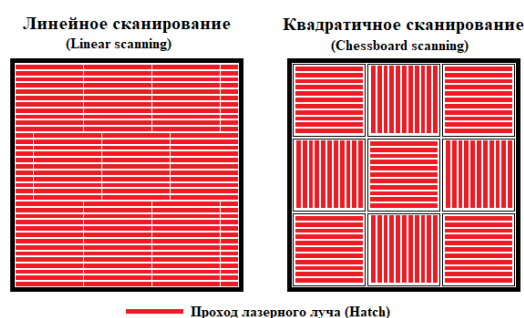 Линейное сканирование
(Linear scanning)
Квадратичное сканирование
(Chessboard scanning)
Проход лазерного луча (Hatch)